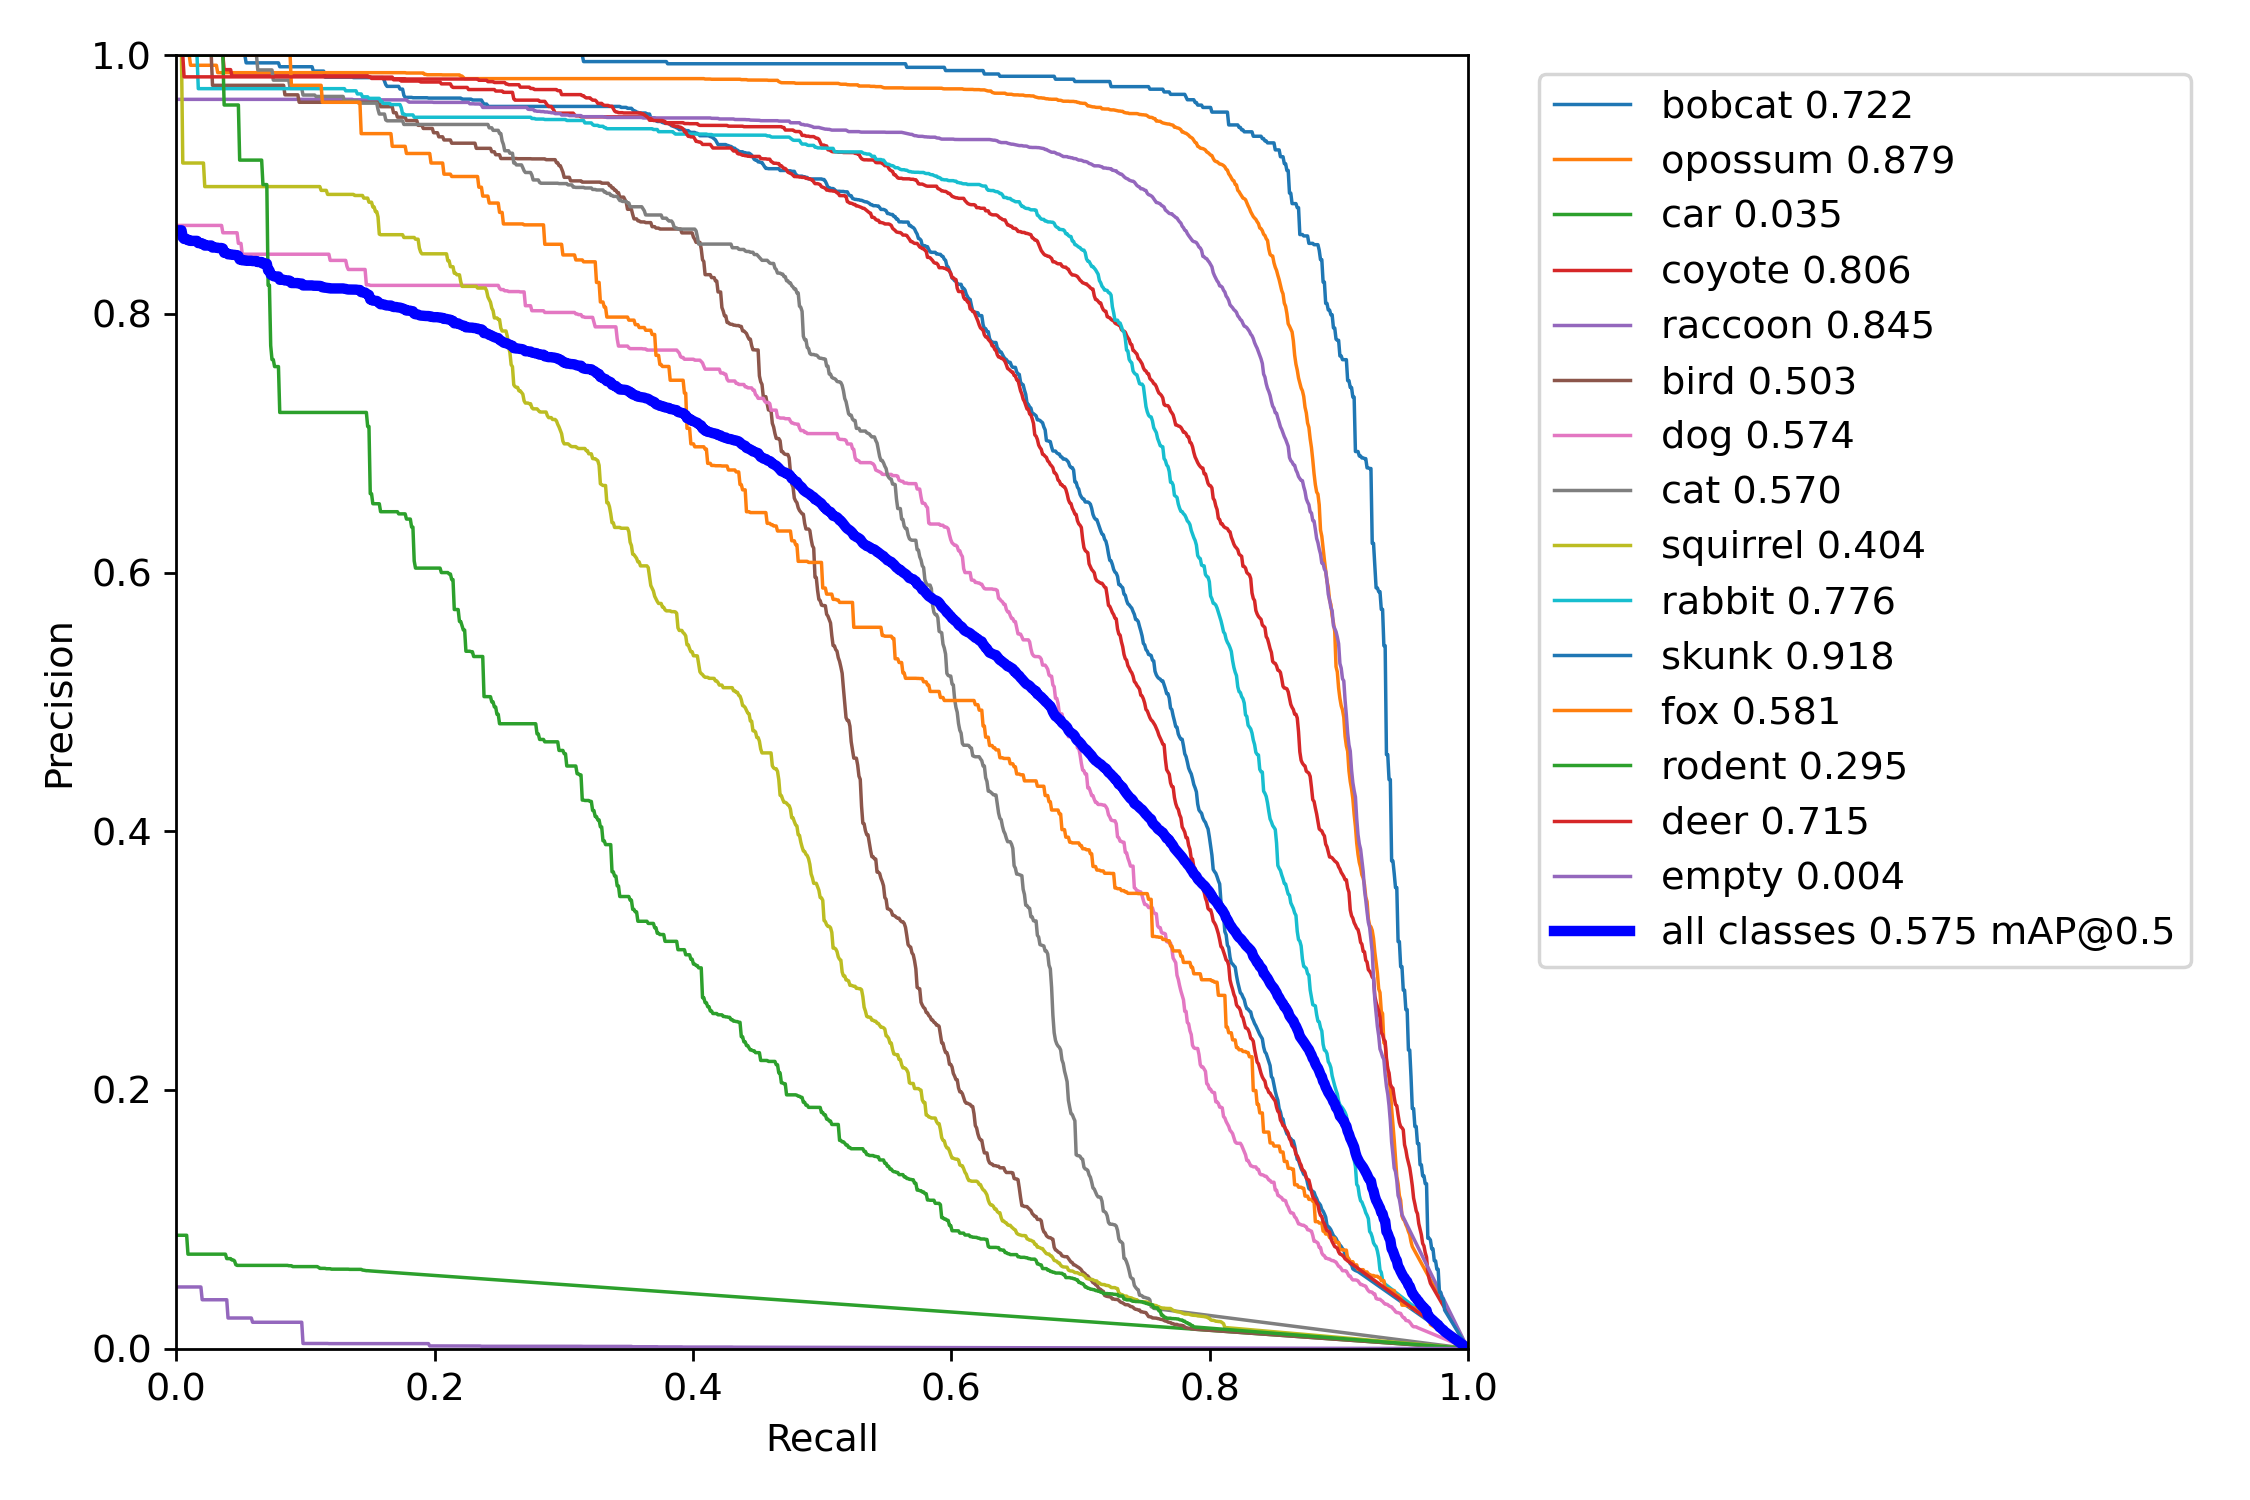 1.0
0.8
0.6
0.4
0.2
0.0
Precision
0.0 0.2 0.4 0.6 0.8 1.0
Recall
bobcat 0.722
opossum 0.879
car 0.035
coyote 0.806
raccoon 0.845
bird 0.503
dog 0.574
cat 0.570
squirrel 0.404
rabbit 0.776
skunk 0.918
fox 0.581
rodent 0.295
deer 0.715
empty 0.004
all classes 0.575 mAP@0.5